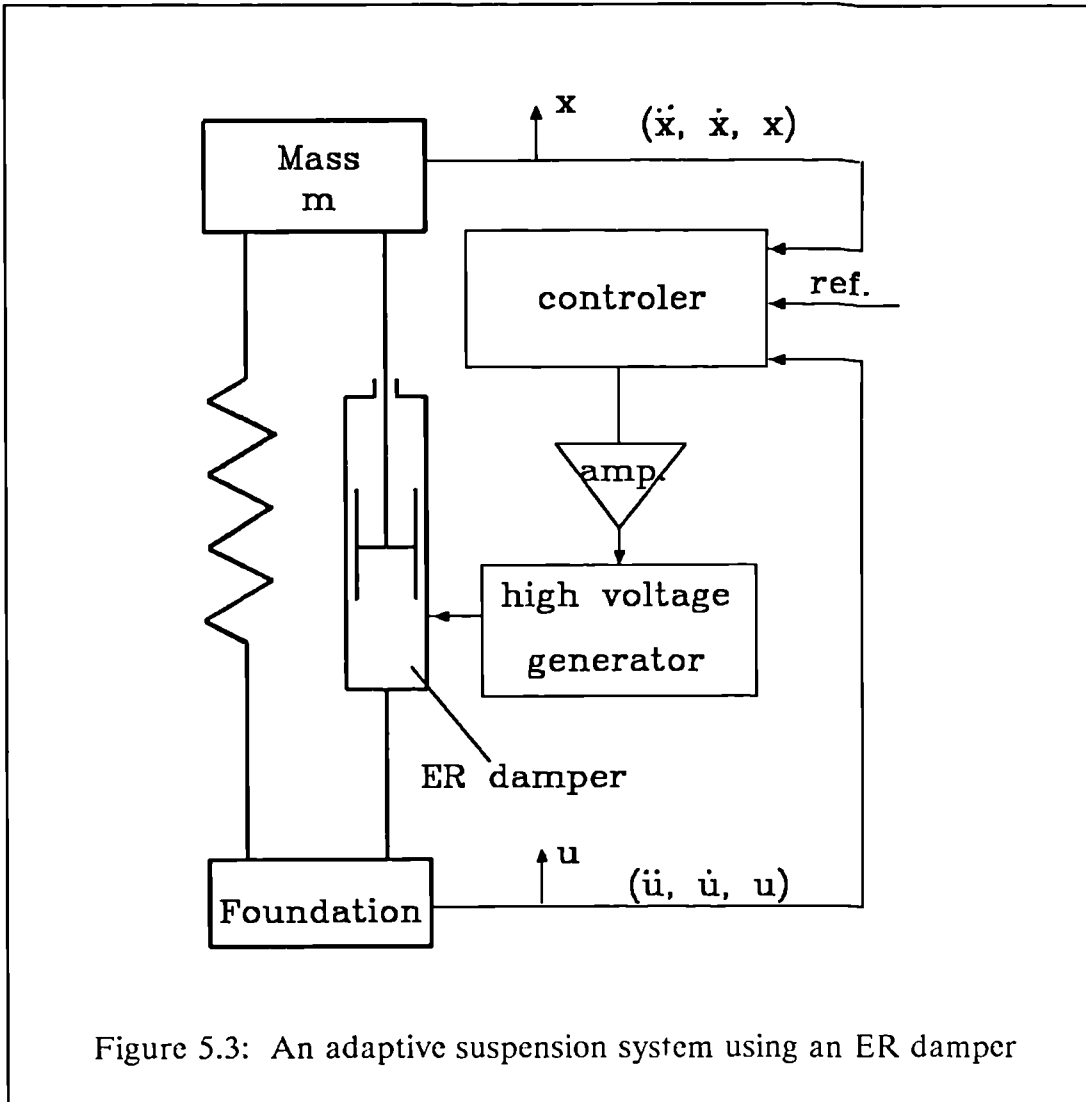 x
(ẍ, ẋ, x)
Mass
m
controler
ref.
amp.
high voltage
generator
ER damper
u
(ü, u̇, u)
Foundation
Figure 5.3: An adaptive suspension system using an ER damper